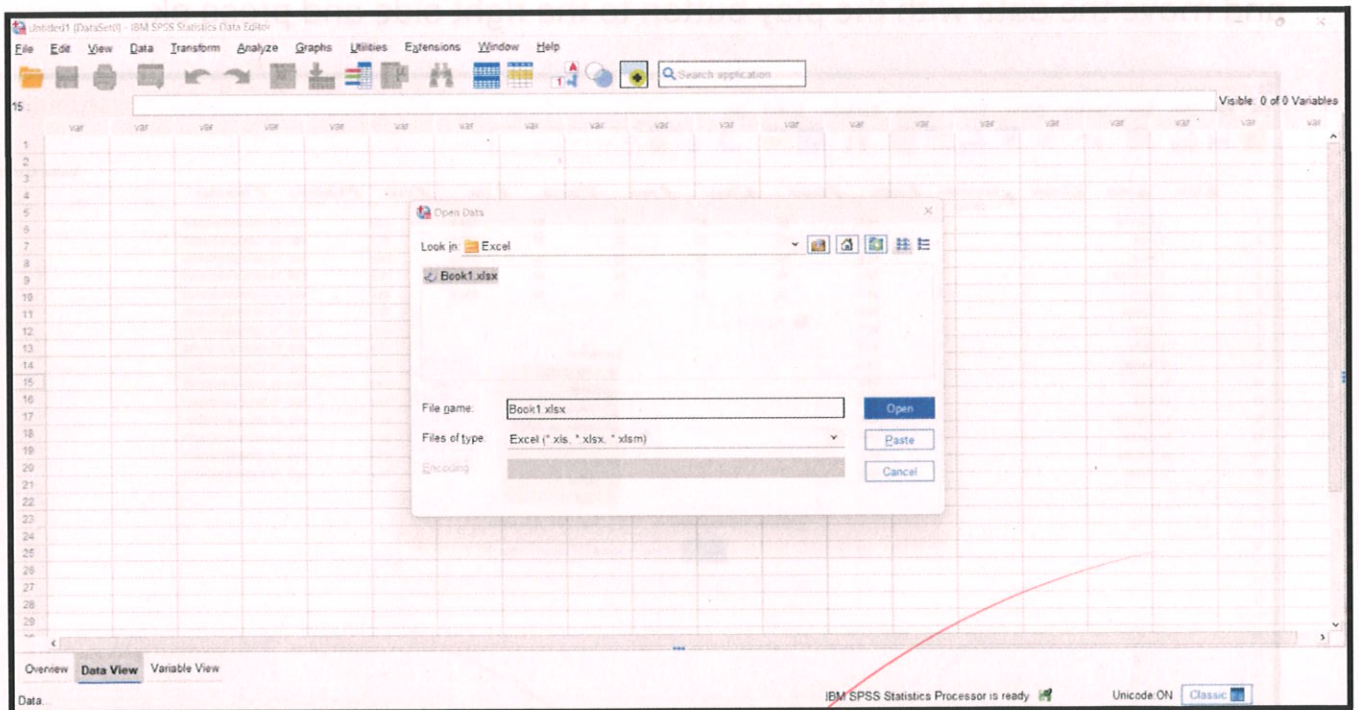 Untitled1 [DataSet0] - IBM SPSS Statistics Data Editor
File Edit View Data Transform Analyze Graphs Utilities Extensions Window Help
Search application
15 :
Visible: 0 of 0 Variables
var var var var var var var var var var var var var var var var var var var var
1
2
3
4
5
6
7
8
9
10
11
12
13
14
15
16
17
18
19
20
21
22
23
24
25
26
27
28
29
Open Data
Look in: Excel
Book1.xlsx
File name: Book1.xlsx
Open
Files of type: Excel (*.xls, *.xlsx, *.xlsm)
Paste
Encoding:
Cancel
Overview Data View Variable View
Data...
IBM SPSS Statistics Processor is ready
Unicode:ON
Classic